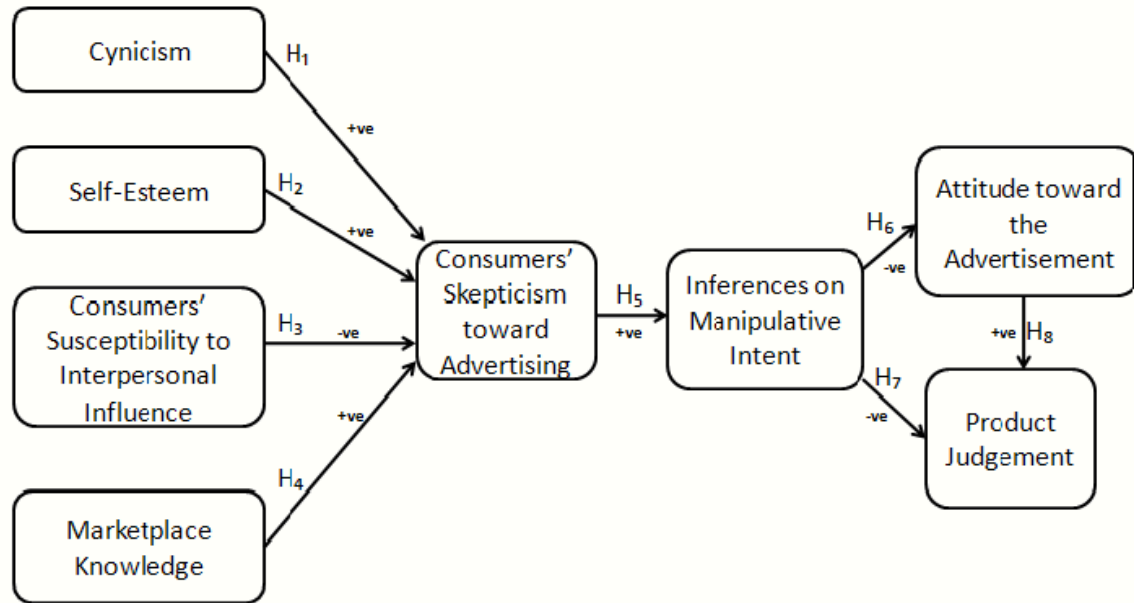 Cynicism
H₁
+ve
Self-Esteem
H₂
+ve
Consumers’
Susceptibility to
Interpersonal
Influence
H₃
-ve
Marketplace
Knowledge
H₄
+ve
Consumers’
Skepticism
toward
Advertising
H₅
+ve
Inferences on
Manipulative
Intent
H₆
-ve
H₇
-ve
Attitude toward
the
Advertisement
+ve H₈
Product
Judgement